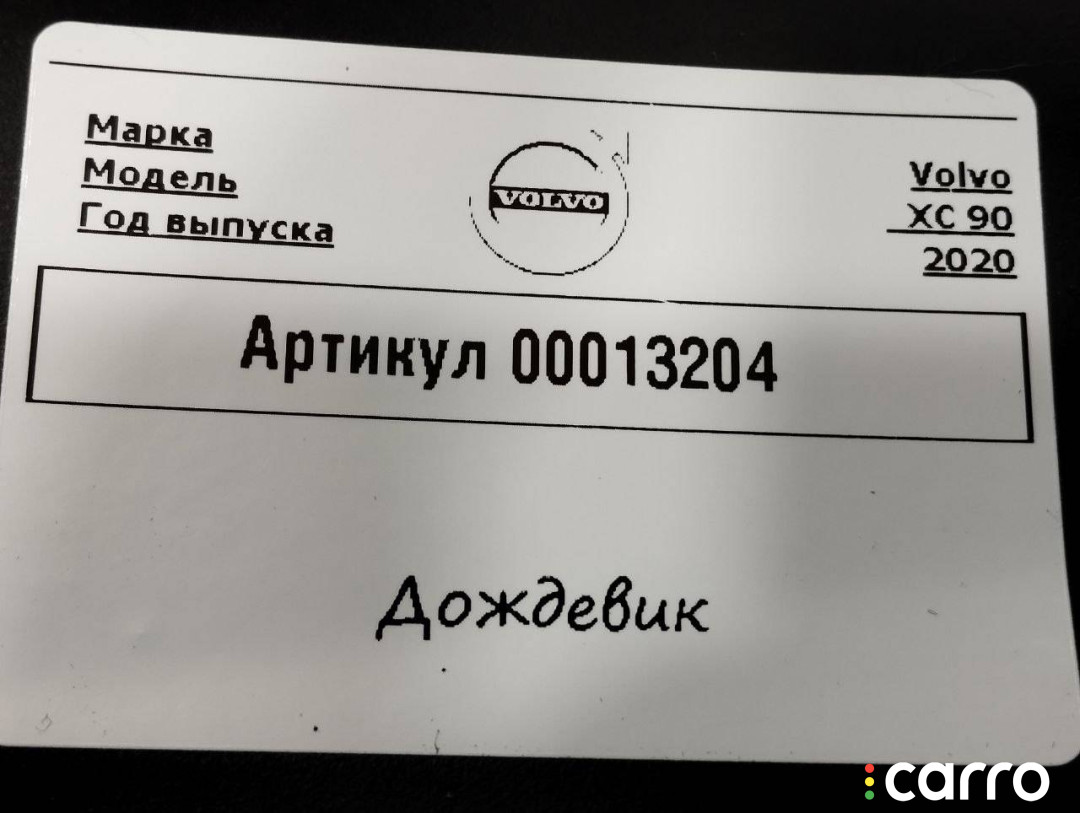 Марка
Модель
Год выпуска
VOLVO
Volvo
XC 90
2020
Артикул 00013204
Дождевик
carro